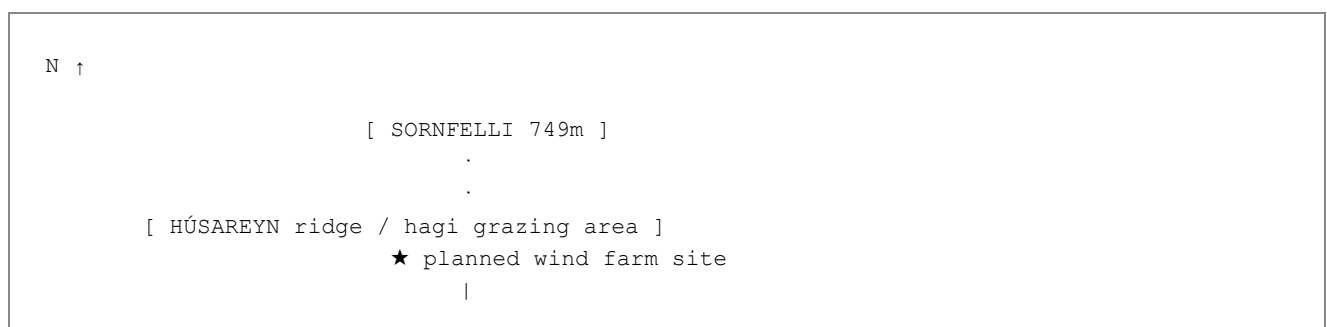 N ↑
[ SORNFELLI 749m ]
.
.
[ HÚSAREYN ridge / hagi grazing area ]
★ planned wind farm site
|